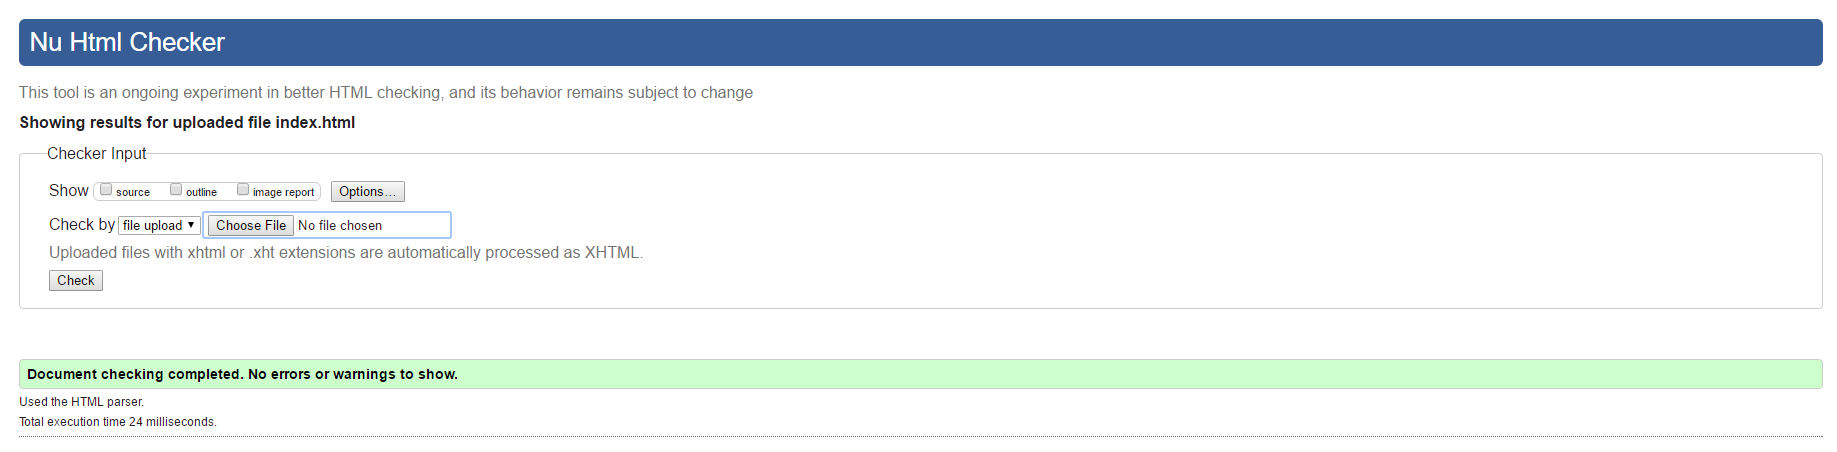 Nu Html Checker
This tool is an ongoing experiment in better HTML checking, and its behavior remains subject to change
Showing results for uploaded file index.html
Checker Input
Show source outline image report Options...
Check by file upload Choose File No file chosen
Uploaded files with xhtml or .xht extensions are automatically processed as XHTML.
Check
Document checking completed. No errors or warnings to show.
Used the HTML parser.
Total execution time 24 milliseconds.